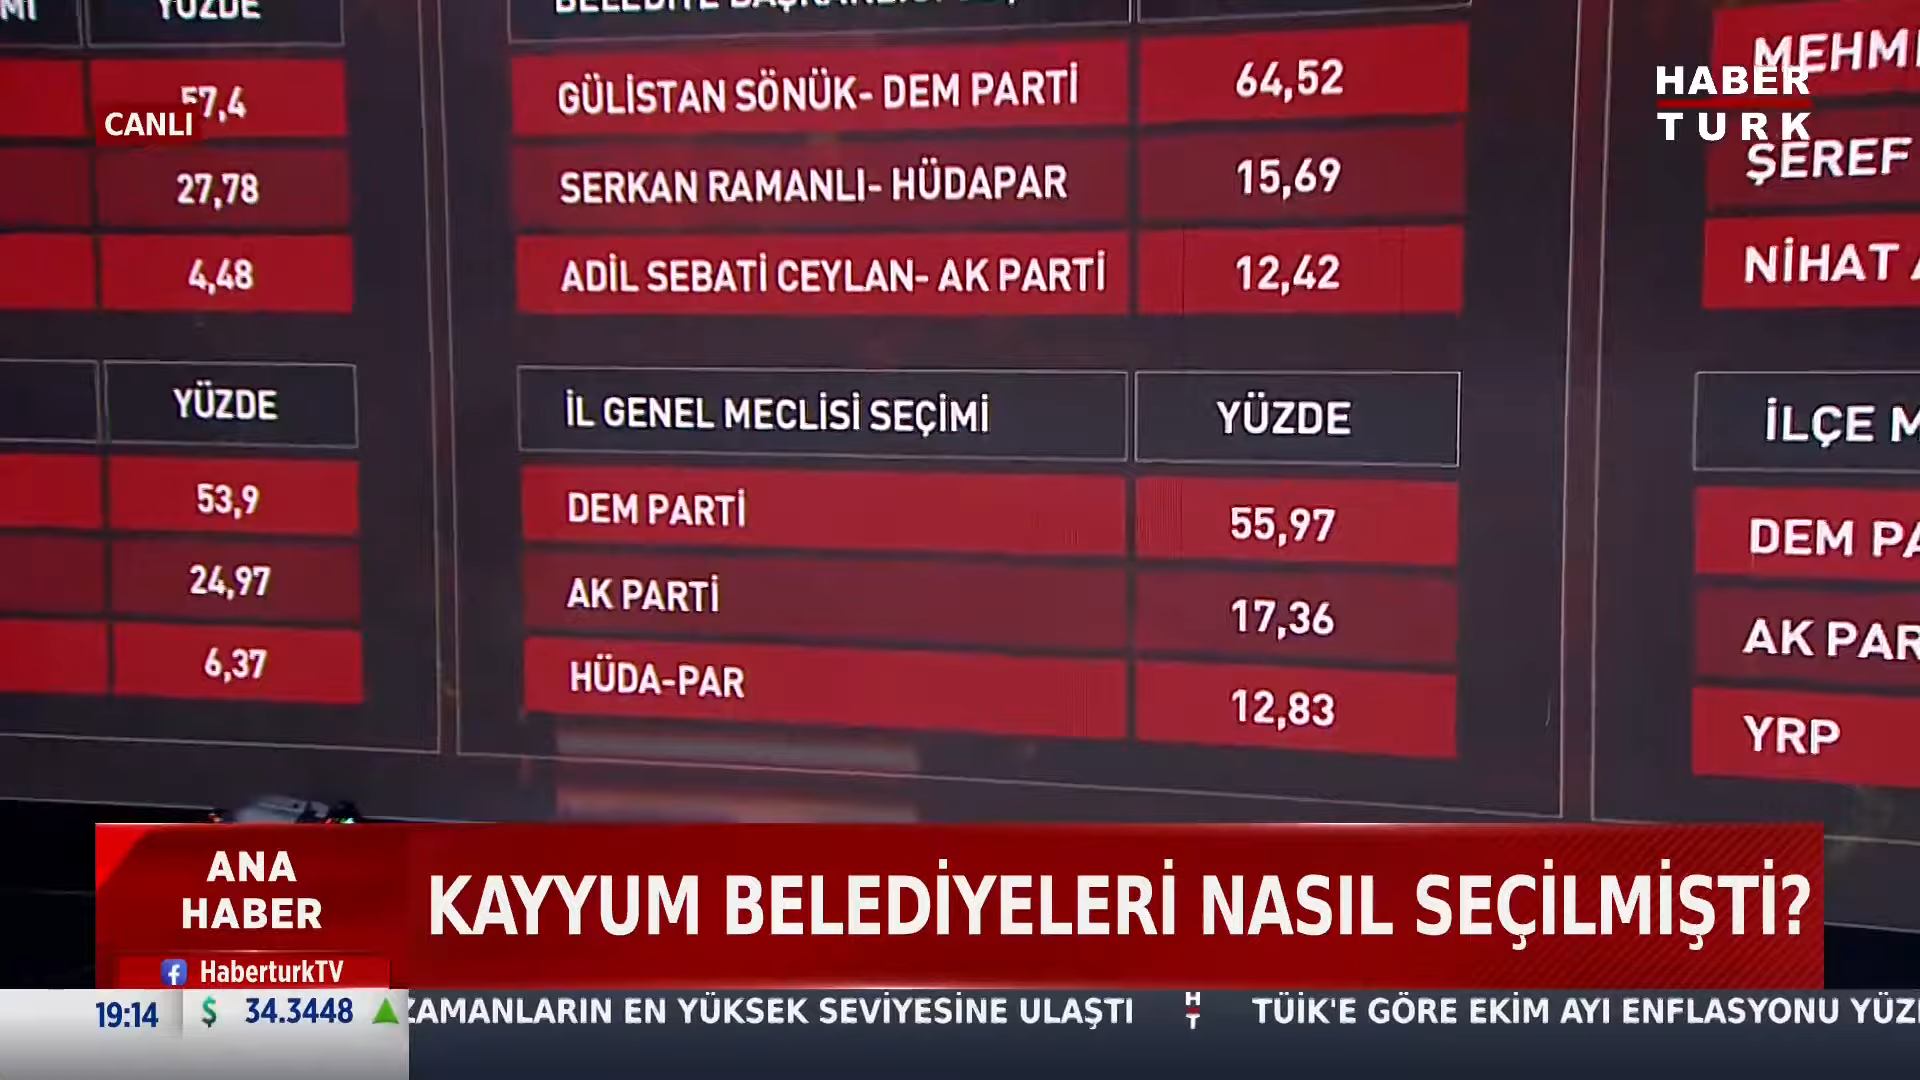 YÜZDE
57,4
27,78
4,48
YÜZDE
53,9
24,97
6,37
GÜLİSTAN SÖNÜK- DEM PARTİ 64,52
SERKAN RAMANLI- HÜDAPAR 15,69
ADİL SEBATİ CEYLAN- AK PARTİ 12,42
İL GENEL MECLİSİ SEÇİMİ YÜZDE
DEM PARTİ 55,97
AK PARTİ 17,36
HÜDA-PAR 12,83
ŞEREF
NİHAT
İLÇE
DEM
AK
YRP
CANLI
HABER
TURK
ANA
HABER
KAYYUM BELEDİYELERİ NASIL SEÇİLMİŞTİ?
HaberturkTV
19:14 $ 34.3448
ZAMANLARIN EN YÜKSEK SEVİYESİNE ULAŞTI HT TÜİK'E GÖRE EKİM AYI ENFLASYONU